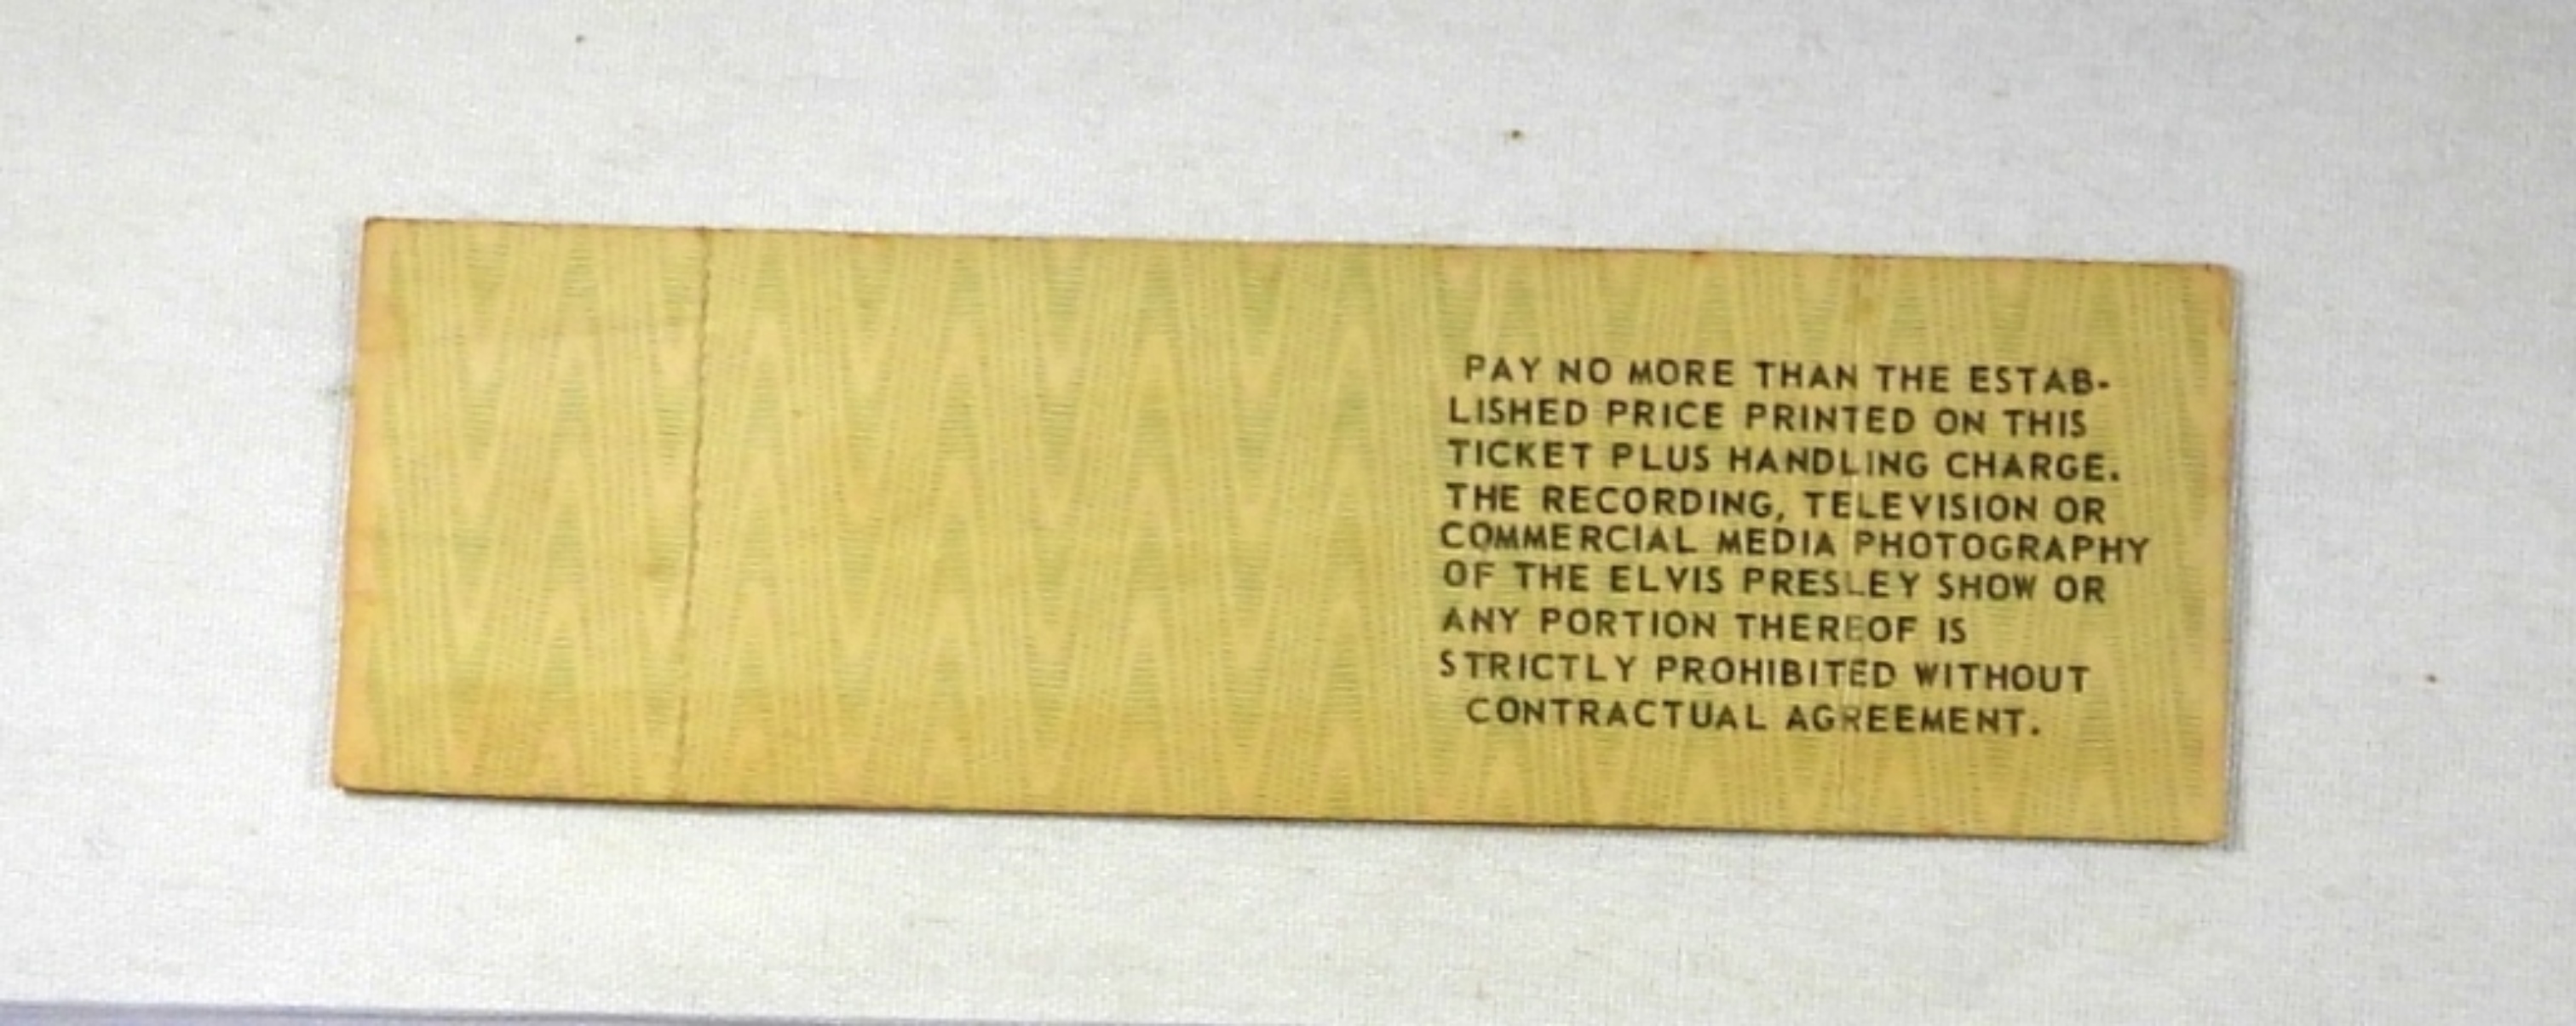 PAY NO MORE THAN THE ESTAB-
LISHED PRICE PRINTED ON THIS
TICKET PLUS HANDLING CHARGE.
THE RECORDING, TELEVISION OR
COMMERCIAL MEDIA PHOTOGRAPHY
OF THE ELVIS PRESLEY SHOW OR
ANY PORTION THEREOF IS
STRICTLY PROHIBITED WITHOUT
CONTRACTUAL AGREEMENT.